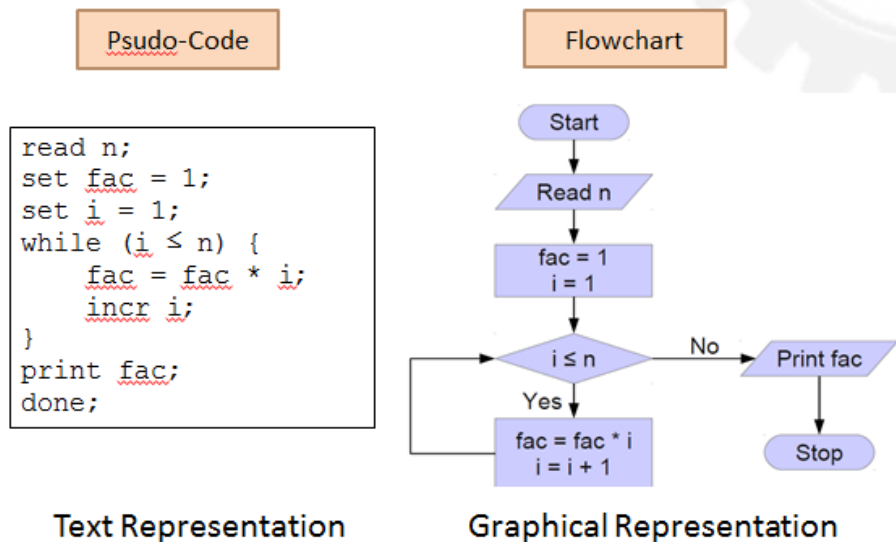 Psudo-Code
read n;
set fac = 1;
set i = 1;
while (i ≤ n) {
fac = fac * i;
incr i;
}
print fac;
done;
Text Representation
Flowchart
Start
Read n
fac = 1
i = 1
i ≤ n
No
Print fac
Yes
fac = fac * i
i = i + 1
Stop
Graphical Representation